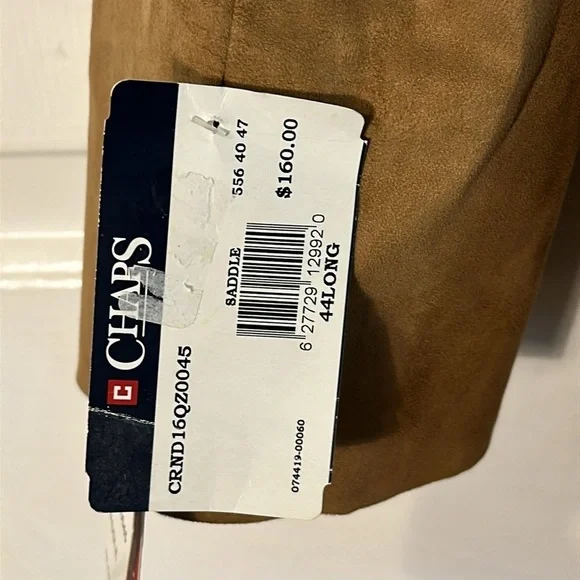 C CHAPS
CRND16QZ0045
SADDLE
556 40 47
$160.00
6 27729 12992 0
44LONG
074419-00060